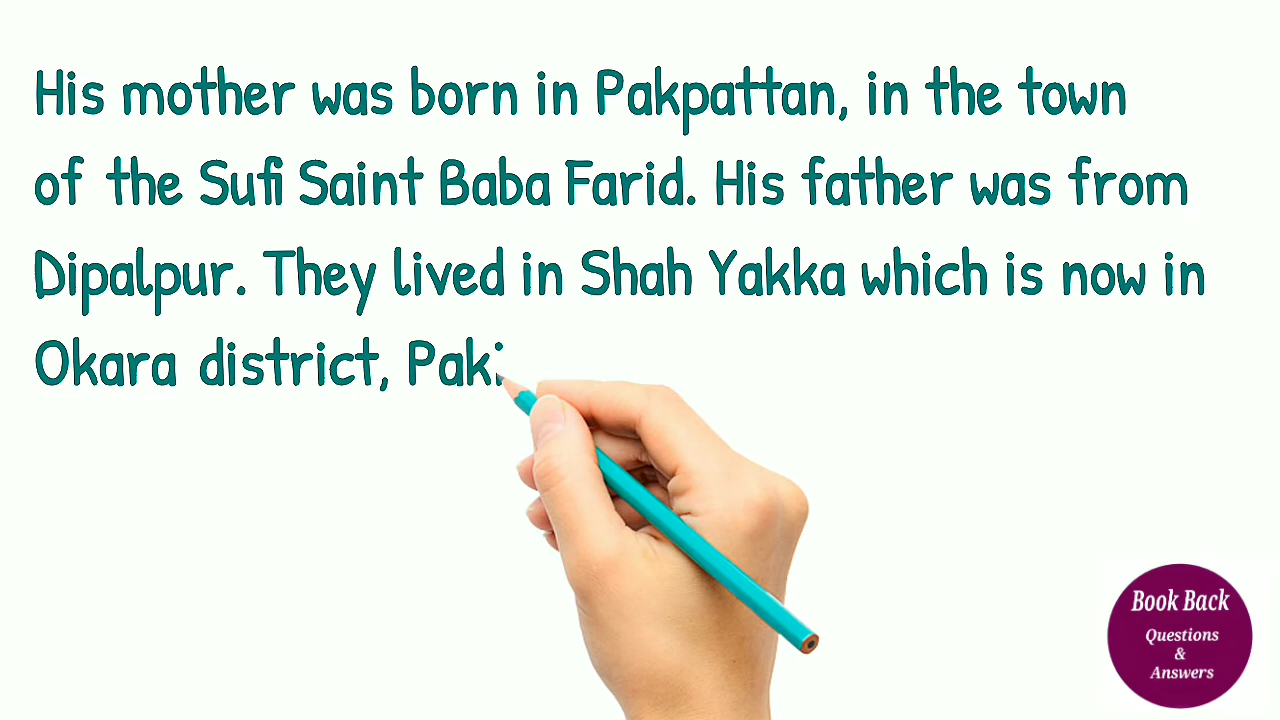 His mother was born in Pakpattan, in the town
of the Sufi Saint Baba Farid. His father was from
Dipalpur. They lived in Shah Yakka which is now in
Okara district, Paki
Book Back
Questions
&
Answers